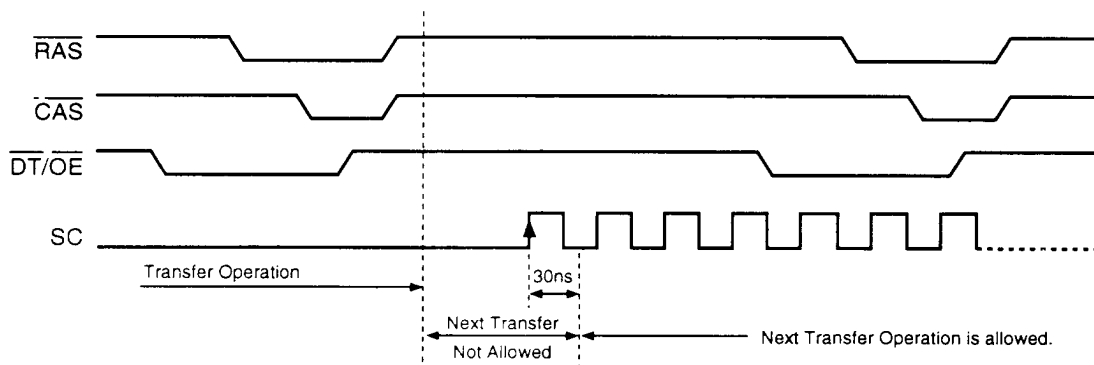 RAS
CAS
DT/OE
SC
Transfer Operation
30ns
Next Transfer
Not Allowed
Next Transfer Operation is allowed.